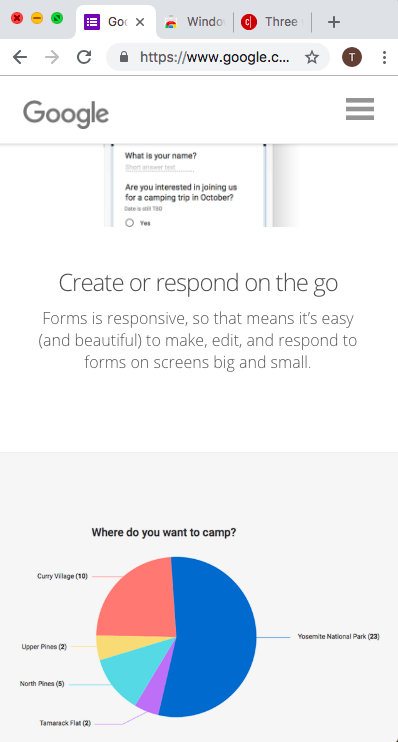 Goo
Windo
Three
https://www.google.c...
T
Google
What is your name?
Short answer text
Are you interested in joining us
for a camping trip in October?
Date is still TBD
Yes
Create or respond on the go
Forms is responsive, so that means it's easy
(and beautiful) to make, edit, and respond to
forms on screens big and small.
Where do you want to camp?
Curry Village (10)
Yosemite National Park (23)
Upper Pines (2)
North Pines (5)
Tamarack Flat (2)